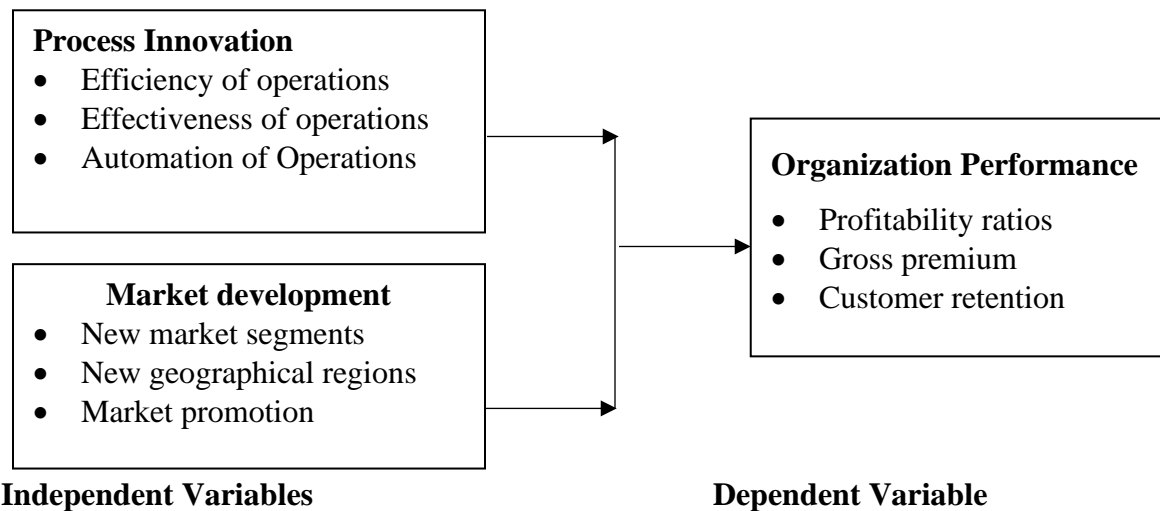 Process Innovation
• Efficiency of operations
• Effectiveness of operations
• Automation of Operations
Market development
• New market segments
• New geographical regions
• Market promotion
Organization Performance
• Profitability ratios
• Gross premium
• Customer retention
Independent Variables
Dependent Variable